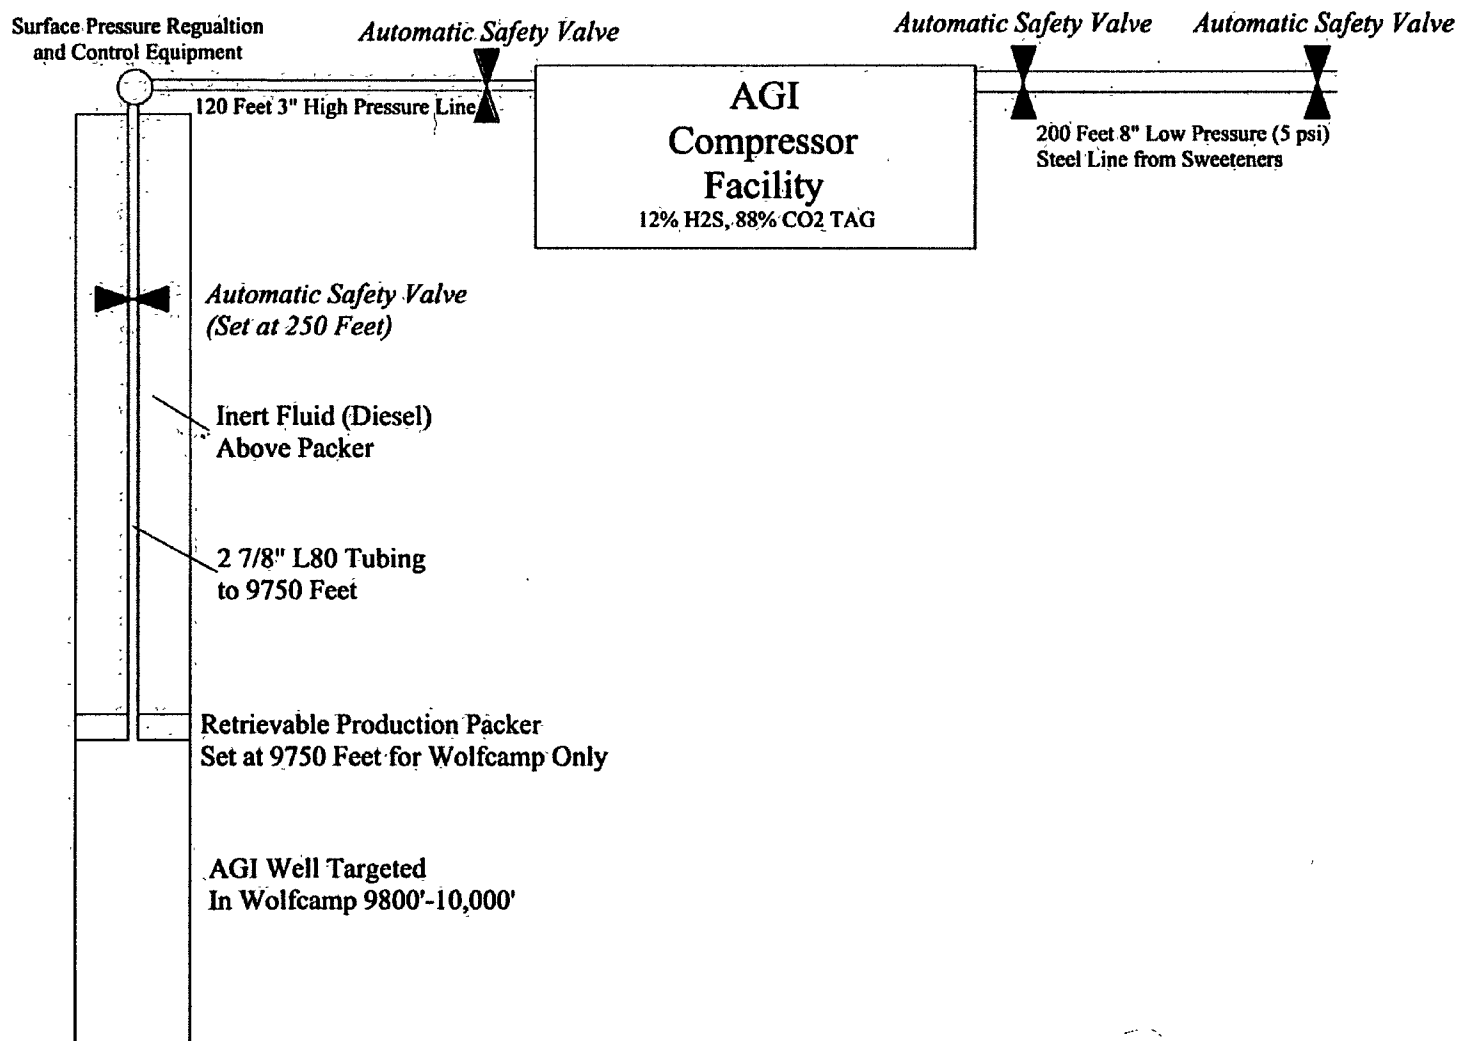 Surface Pressure Regualtion
and Control Equipment
Automatic Safety Valve
Automatic Safety Valve
Automatic Safety Valve
120 Feet 3" High Pressure Line
AGI
Compressor
Facility
12% H2S, 88% CO2 TAG
200 Feet 8" Low Pressure (5 psi)
Steel Line from Sweeteners
Automatic Safety Valve
(Set at 250 Feet)
Inert Fluid (Diesel)
Above Packer
2 7/8" L80 Tubing
to 9750 Feet
Retrievable Production Packer
Set at 9750 Feet for Wolfcamp Only
AGI Well Targeted
In Wolfcamp 9800'-10,000'